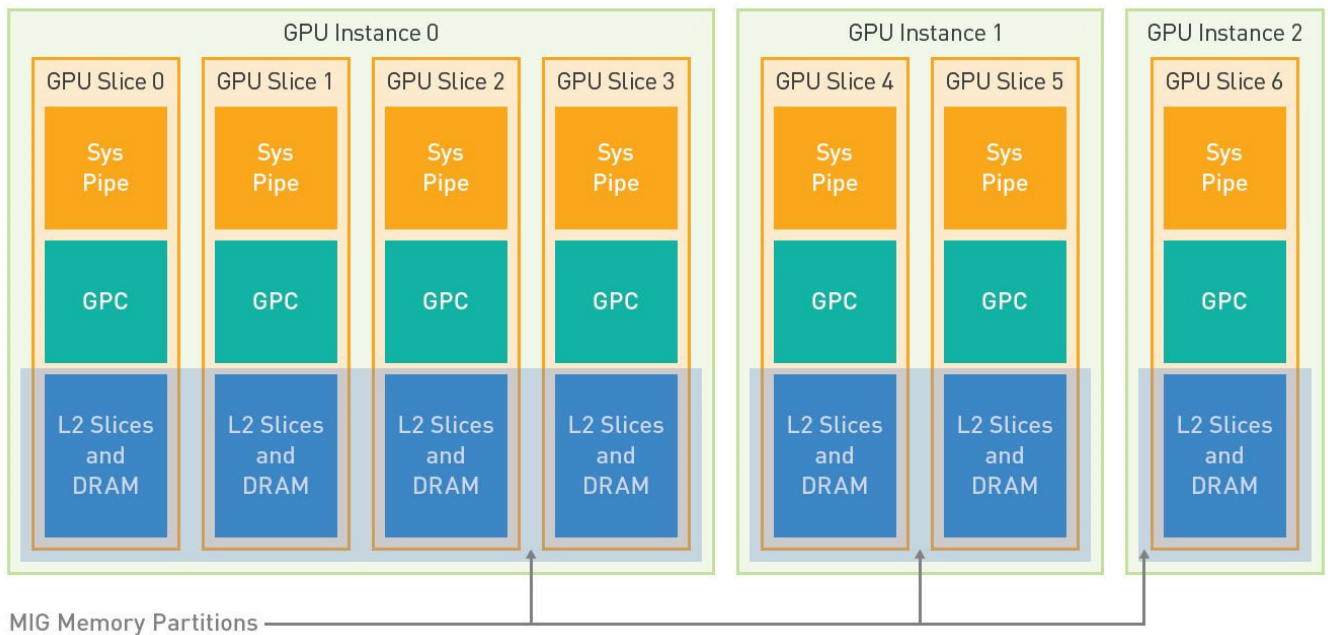 GPU Instance 0
GPU Instance 1
GPU Instance 2
GPU Slice 0
GPU Slice 1
GPU Slice 2
GPU Slice 3
GPU Slice 4
GPU Slice 5
GPU Slice 6
Sys
Pipe
Sys
Pipe
Sys
Pipe
Sys
Pipe
Sys
Pipe
Sys
Pipe
Sys
Pipe
GPC
GPC
GPC
GPC
GPC
GPC
GPC
L2 Slices
and
DRAM
L2 Slices
and
DRAM
L2 Slices
and
DRAM
L2 Slices
and
DRAM
L2 Slices
and
DRAM
L2 Slices
and
DRAM
L2 Slices
and
DRAM
MIG Memory Partitions